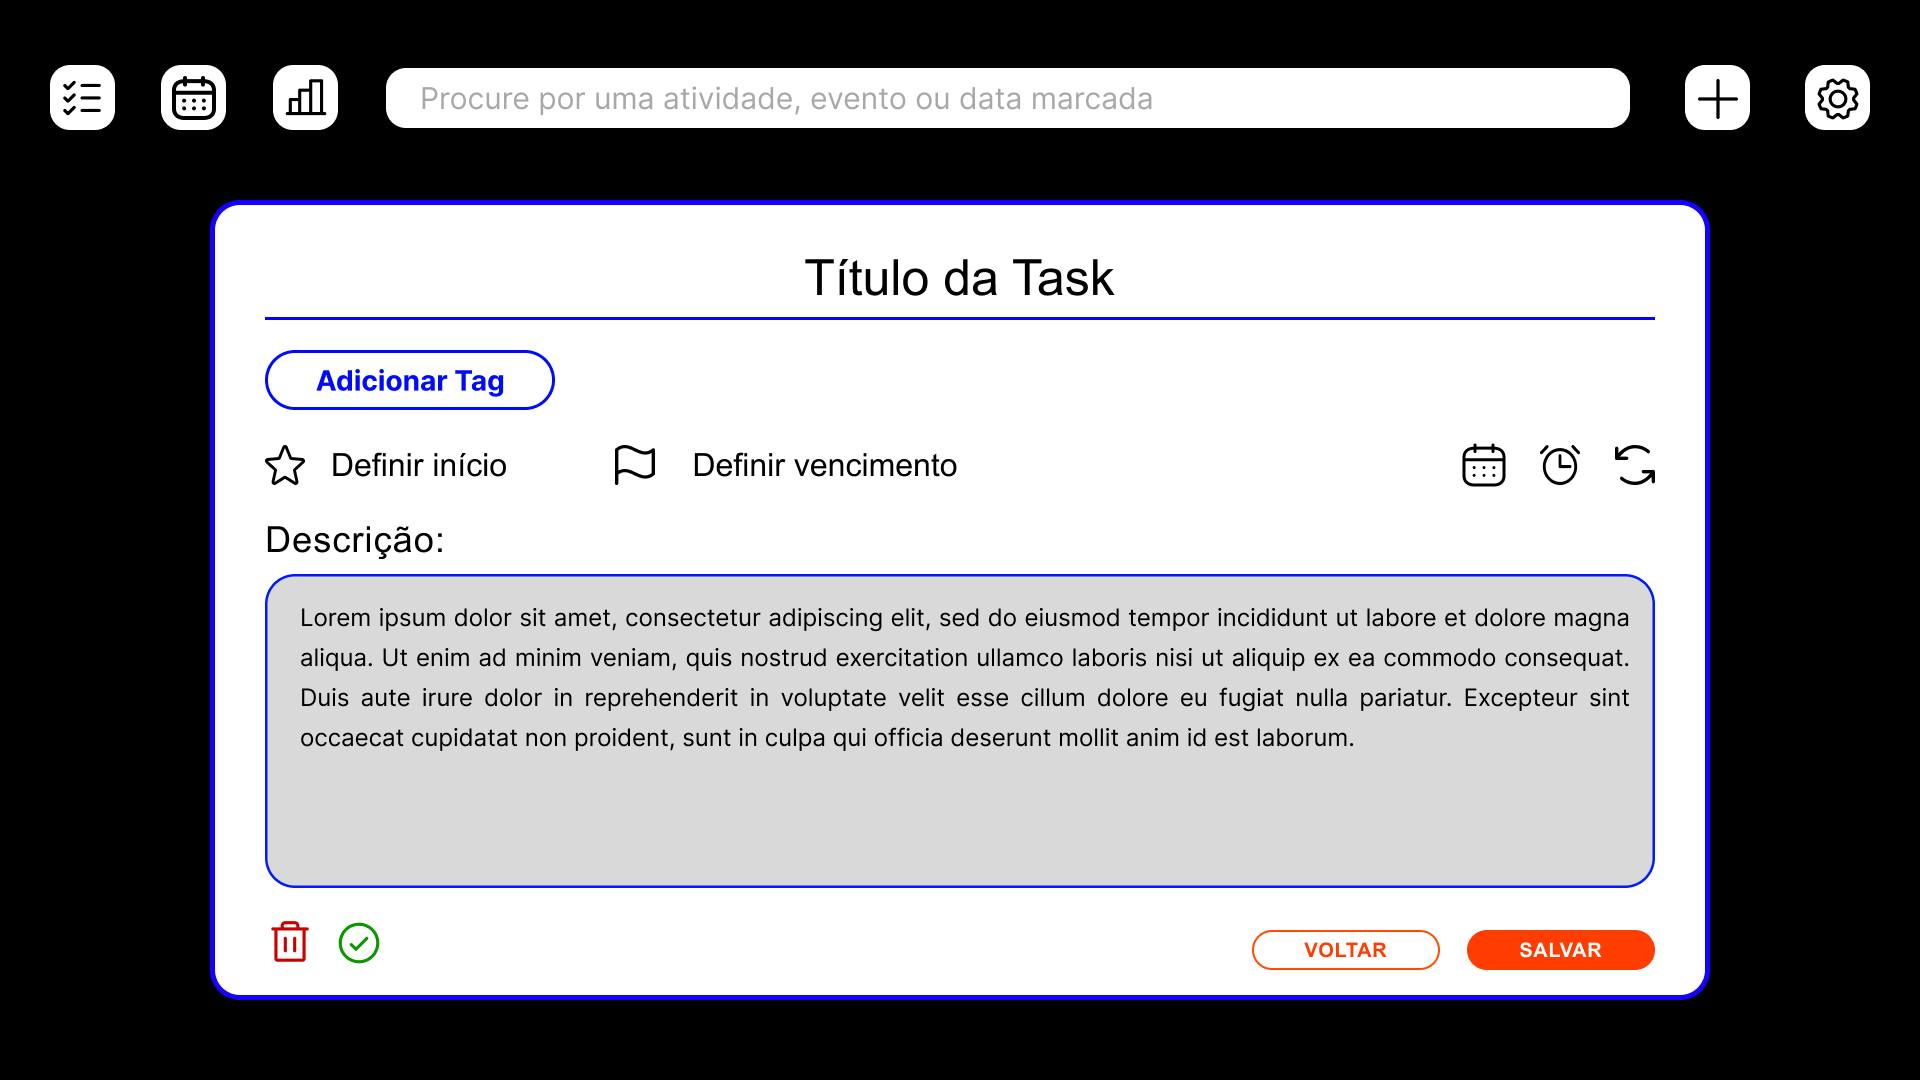 Procure por uma atividade, evento ou data marcada
Título da Task
Adicionar Tag
Definir início
Definir vencimento
Descrição:
Lorem ipsum dolor sit amet, consectetur adipiscing elit, sed do eiusmod tempor incididunt ut labore et dolore magna
aliqua. Ut enim ad minim veniam, quis nostrud exercitation ullamco laboris nisi ut aliquip ex ea commodo consequat.
Duis aute irure dolor in reprehenderit in voluptate velit esse cillum dolore eu fugiat nulla pariatur. Excepteur sint
occaecat cupidatat non proident, sunt in culpa qui officia deserunt mollit anim id est laborum.
VOLTAR
SALVAR